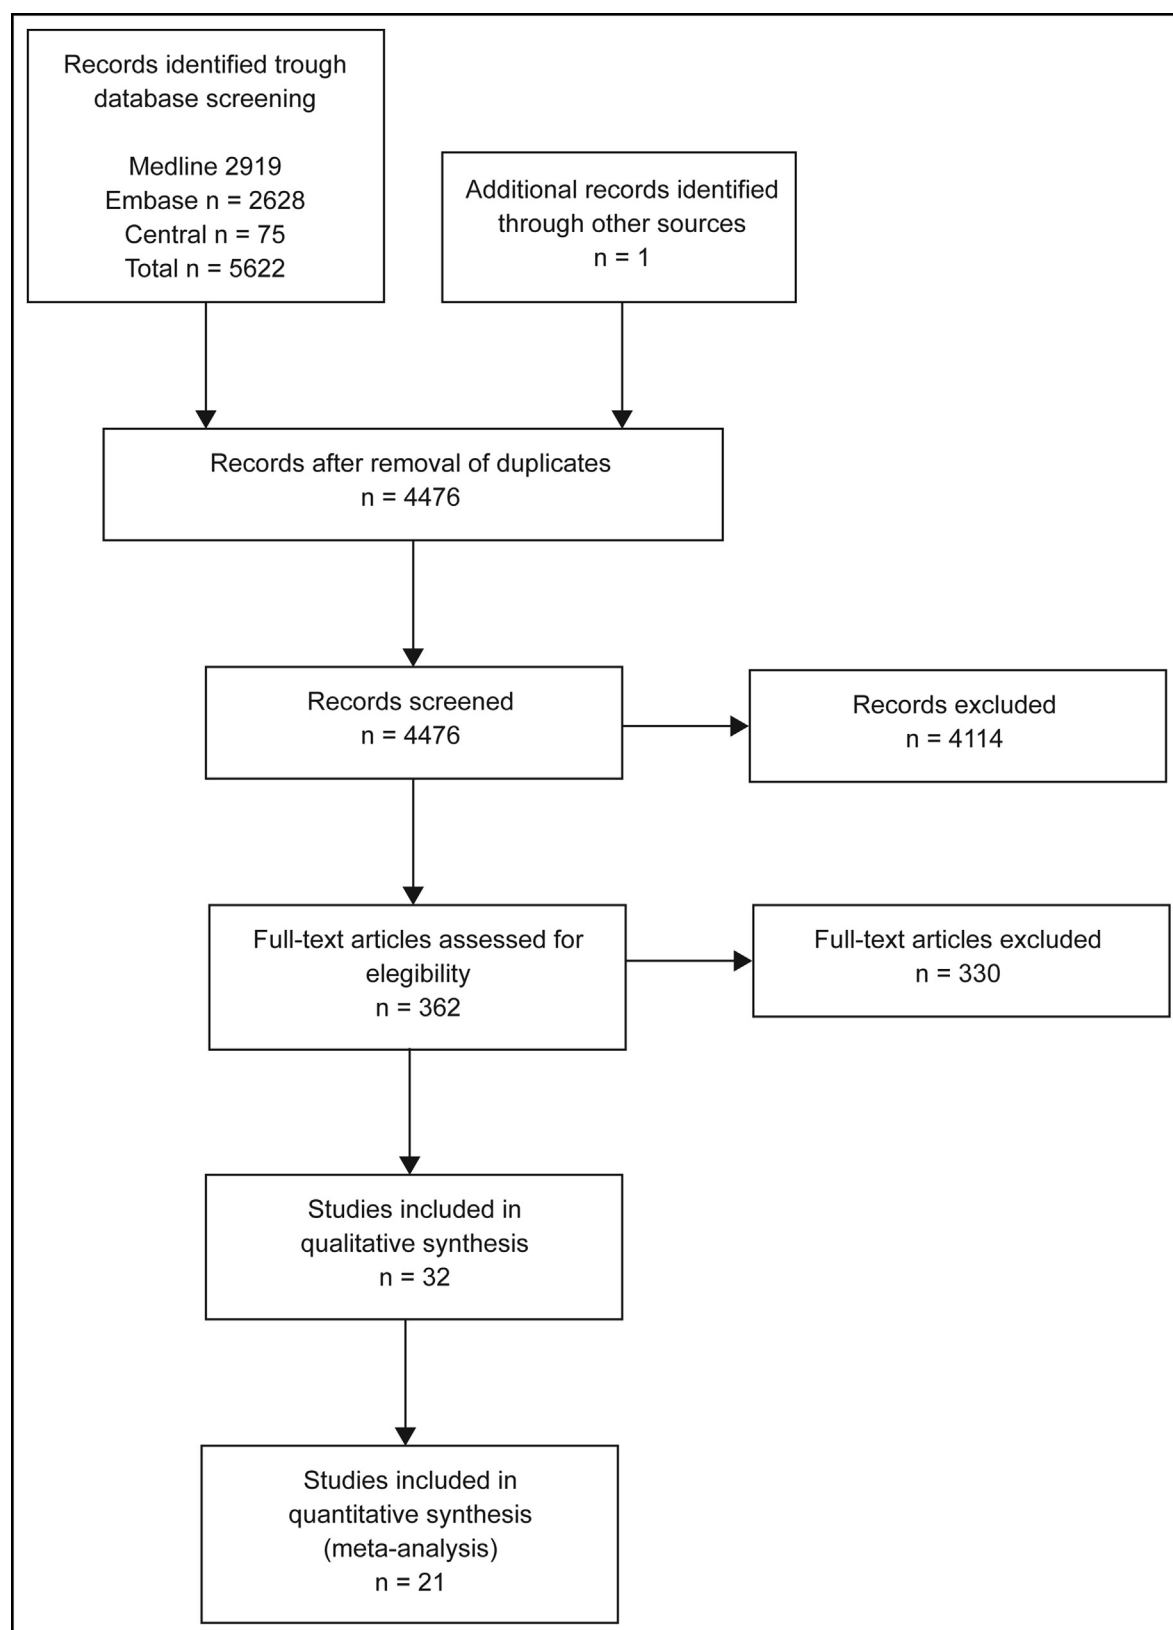 Records identified trough
database screening
Medline 2919
Embase n = 2628
Central n = 75
Total n = 5622
Additional records identified
through other sources
n = 1
Records after removal of duplicates
n = 4476
Records screened
n = 4476
Records excluded
n = 4114
Full-text articles assessed for
elegibility
n = 362
Full-text articles excluded
n = 330
Studies included in
qualitative synthesis
n = 32
Studies included in
quantitative synthesis
(meta-analysis)
n = 21